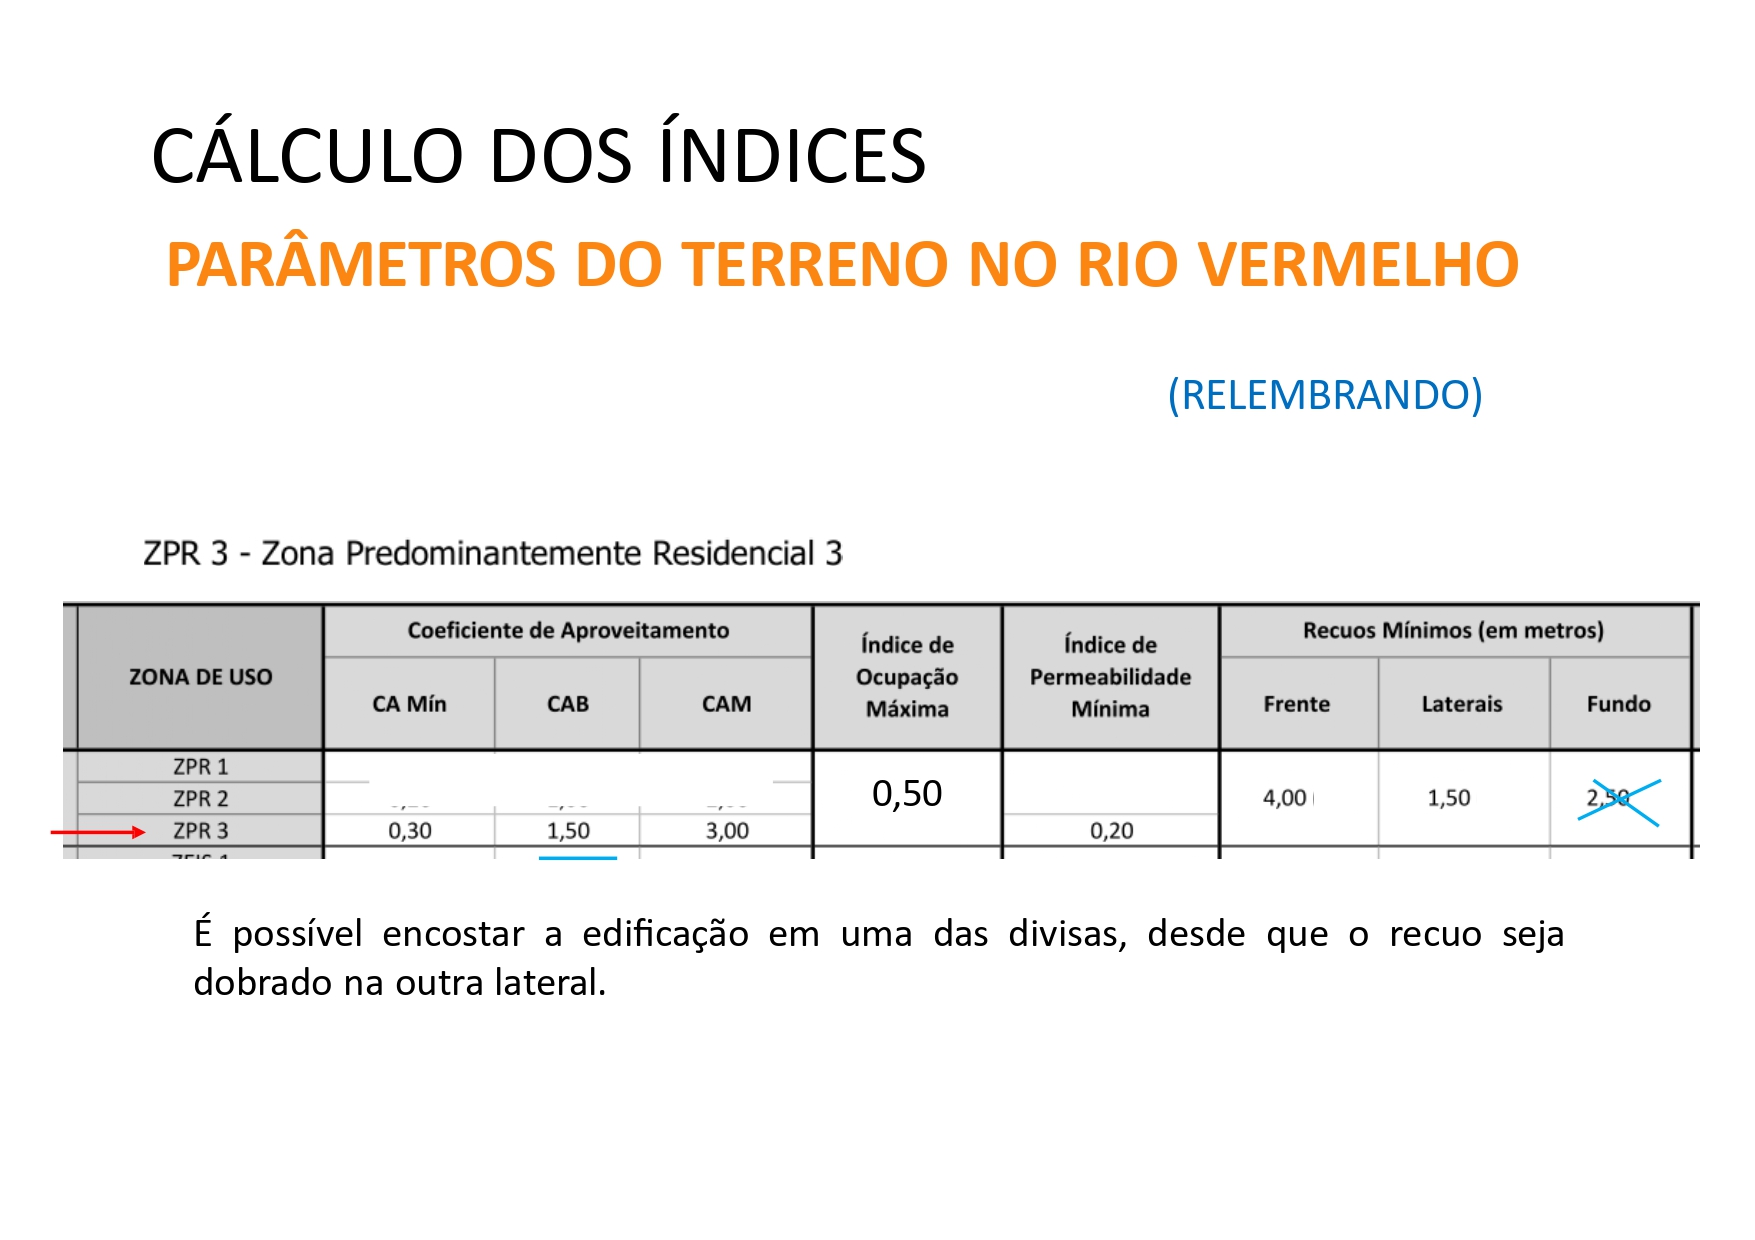 CÁLCULO DOS ÍNDICES
PARÂMETROS DO TERRENO NO RIO VERMELHO
(RELEMBRANDO)
ZPR 3 - Zona Predominantemente Residencial 3
ZONA DE USO
Coeficiente de Aproveitamento
CA Mín CAB CAM
Índice de
Ocupação
Máxima
Índice de
Permeabilidade
Mínima
Recuos Mínimos (em metros)
Frente Laterais Fundo
ZPR 1
ZPR 2
0,50
4,00 1,50 2,50
ZPR 3 0,30 1,50 3,00 0,20
É possível encostar a edificação em uma das divisas, desde que o recuo seja
dobrado na outra lateral.